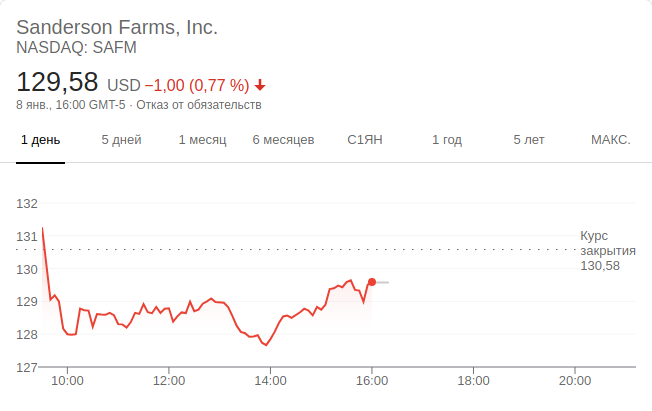 Sanderson Farms, Inc.
NASDAQ: SAFM
129,58 USD −1,00 (0,77 %)
8 янв., 16:00 GMT-5 · Отказ от обязательств
1 день 5 дней 1 месяц 6 месяцев С1ЯН 1 год 5 лет МАКС.
132
131
130
129
128
127
Курс
закрытия
130,58
10:00 12:00 14:00 16:00 18:00 20:00